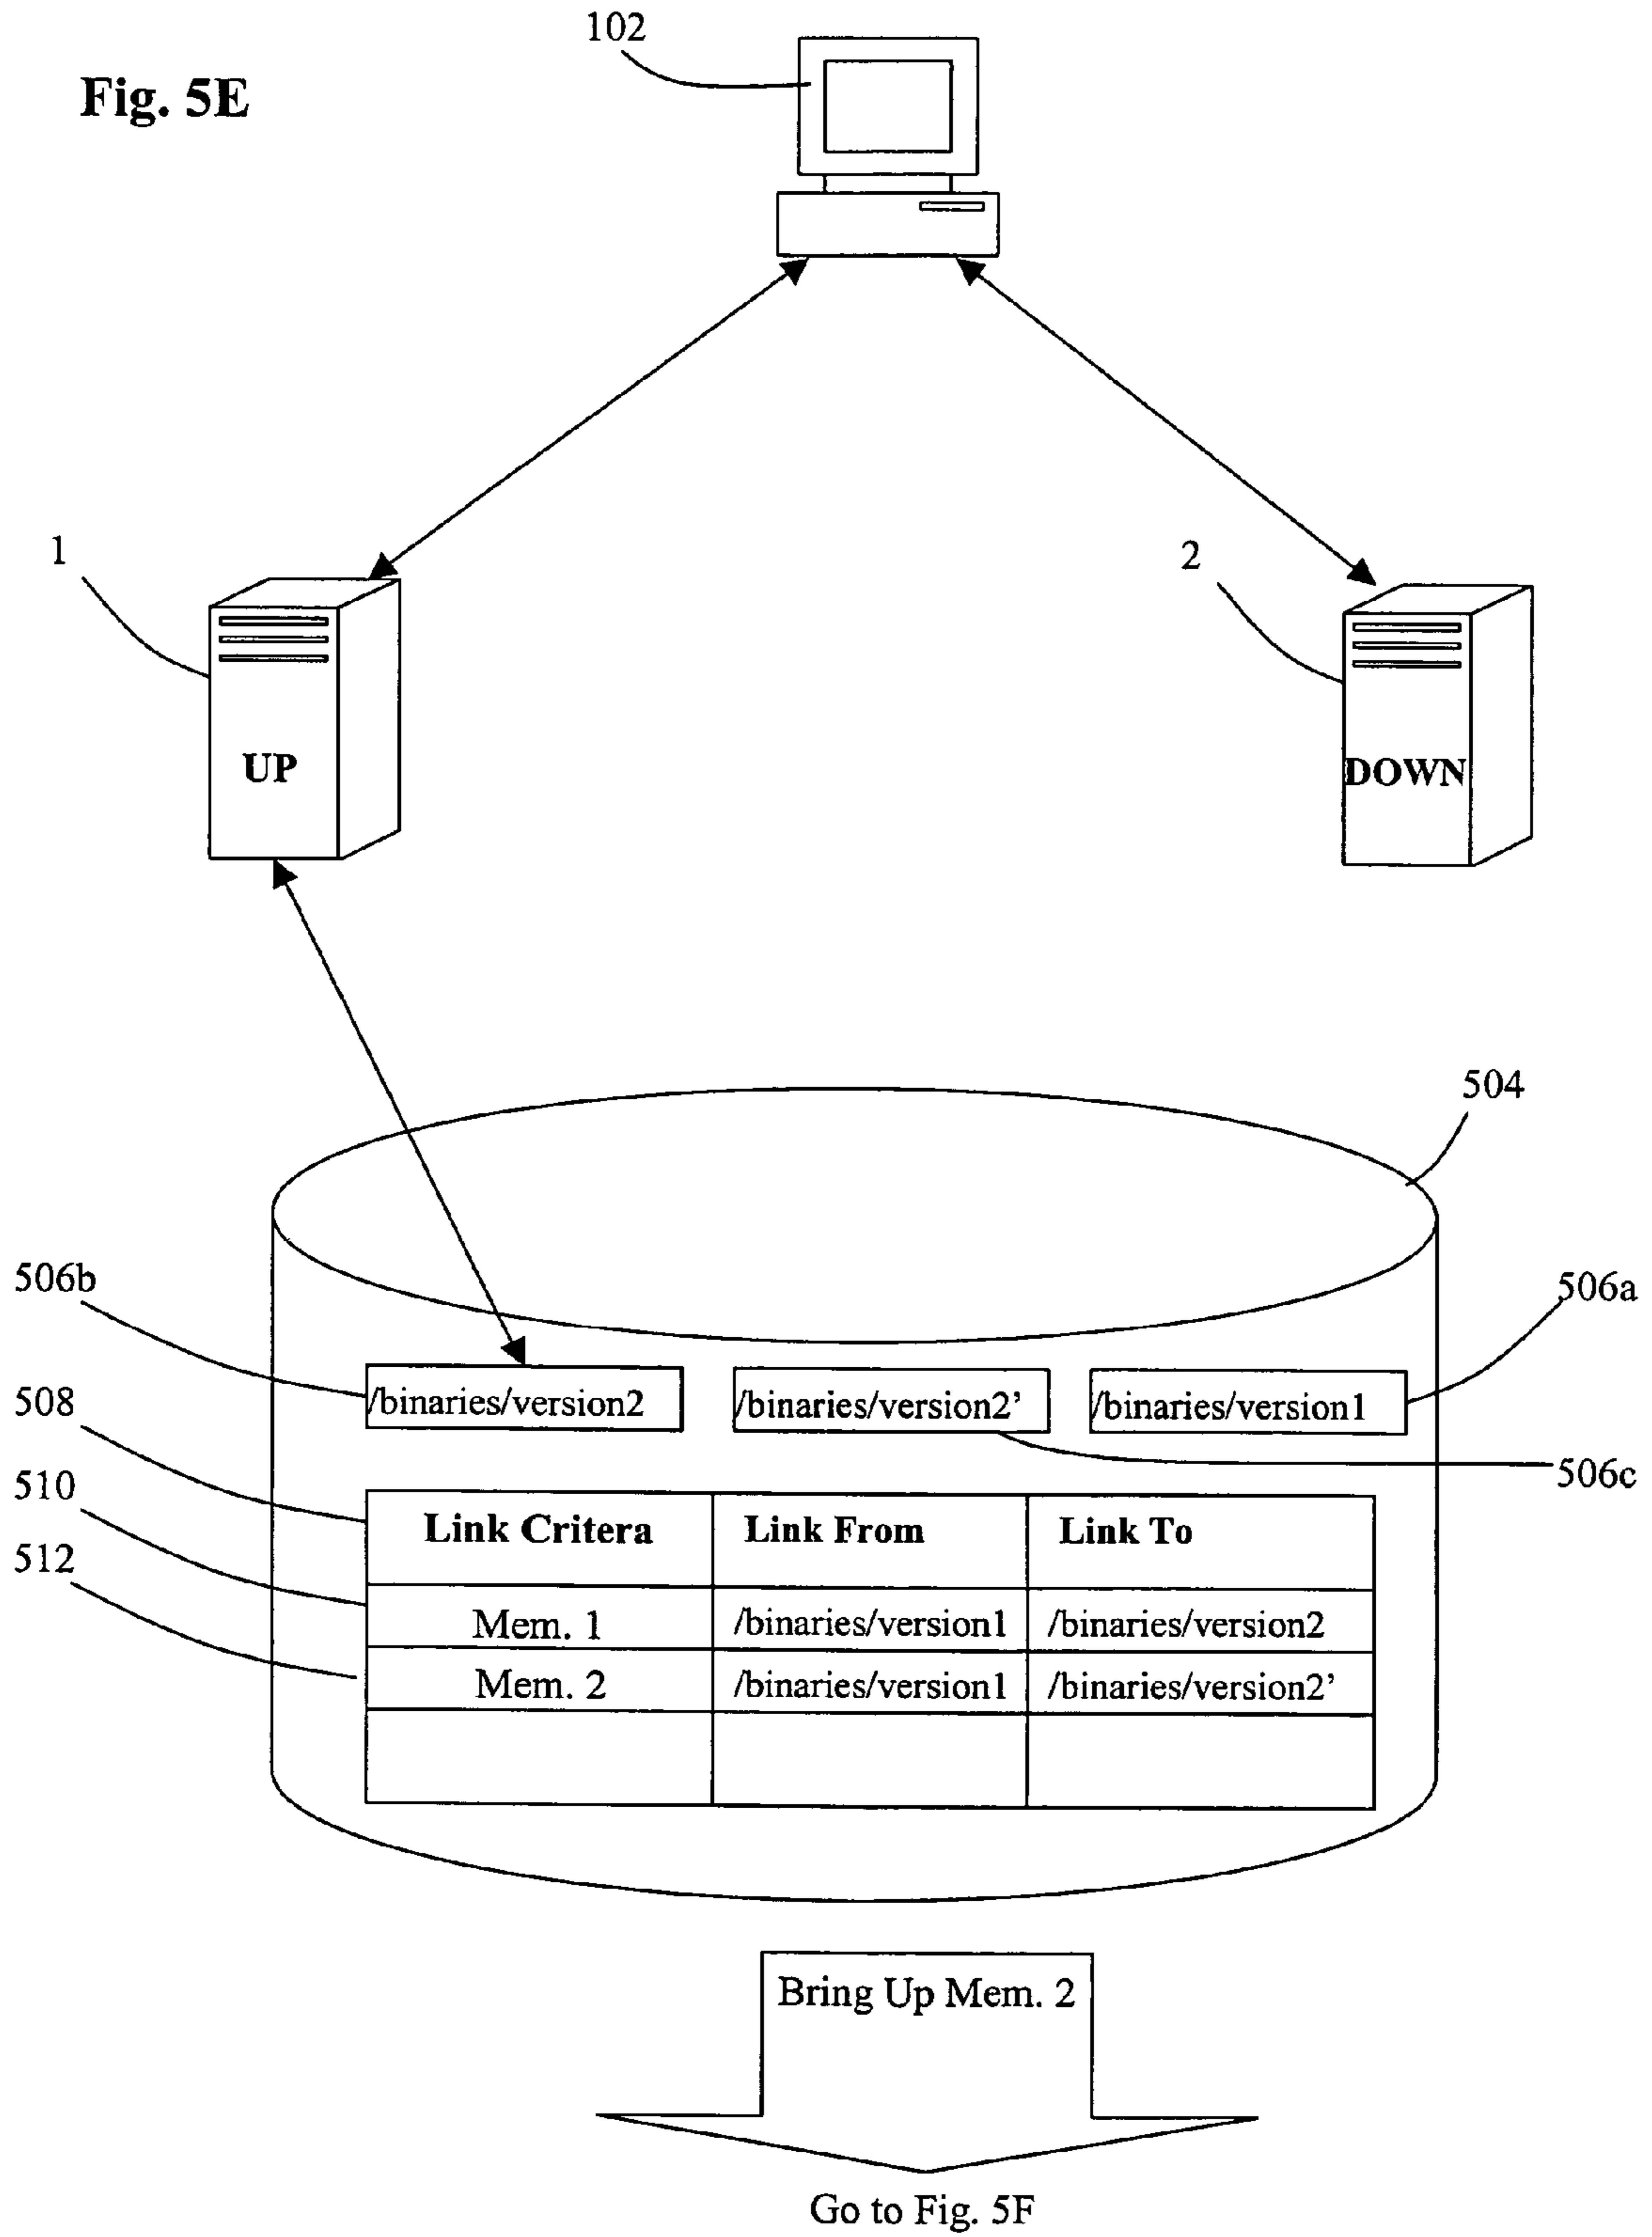 102
Fig. 5E
1
2
UP
DOWN
504
506b
506a
/binaries/version2
/binaries/version2’
/binaries/version1
508
506c
510
Link Critera
Link From
Link To
512
Mem. 1
/binaries/version1
/binaries/version2
Mem. 2
/binaries/version1
/binaries/version2’
Bring Up Mem. 2
Go to Fig. 5F